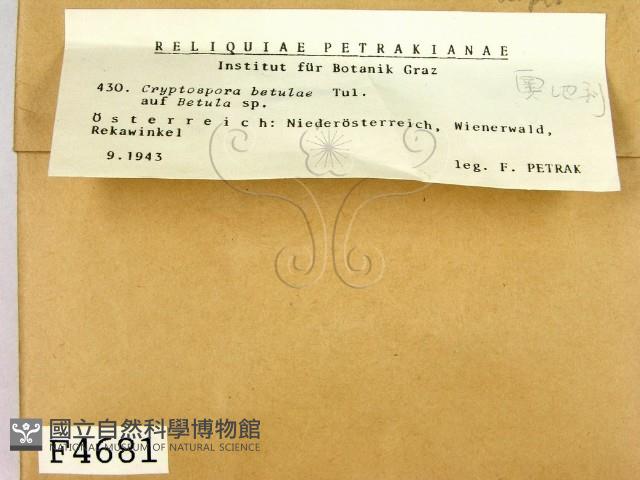 RELIQUIAE PETRAKIANAE
Institut für Botanik Graz
430. Cryptospora betulae Tul.
auf Betula sp.
Österreich: Niederösterreich, Wienerwald,
Rekawinkel
9.1943
leg. F. PETRAK
奧地利
國立自然科學博物館
NATIONAL MUSEUM OF NATURAL SCIENCE
F4681